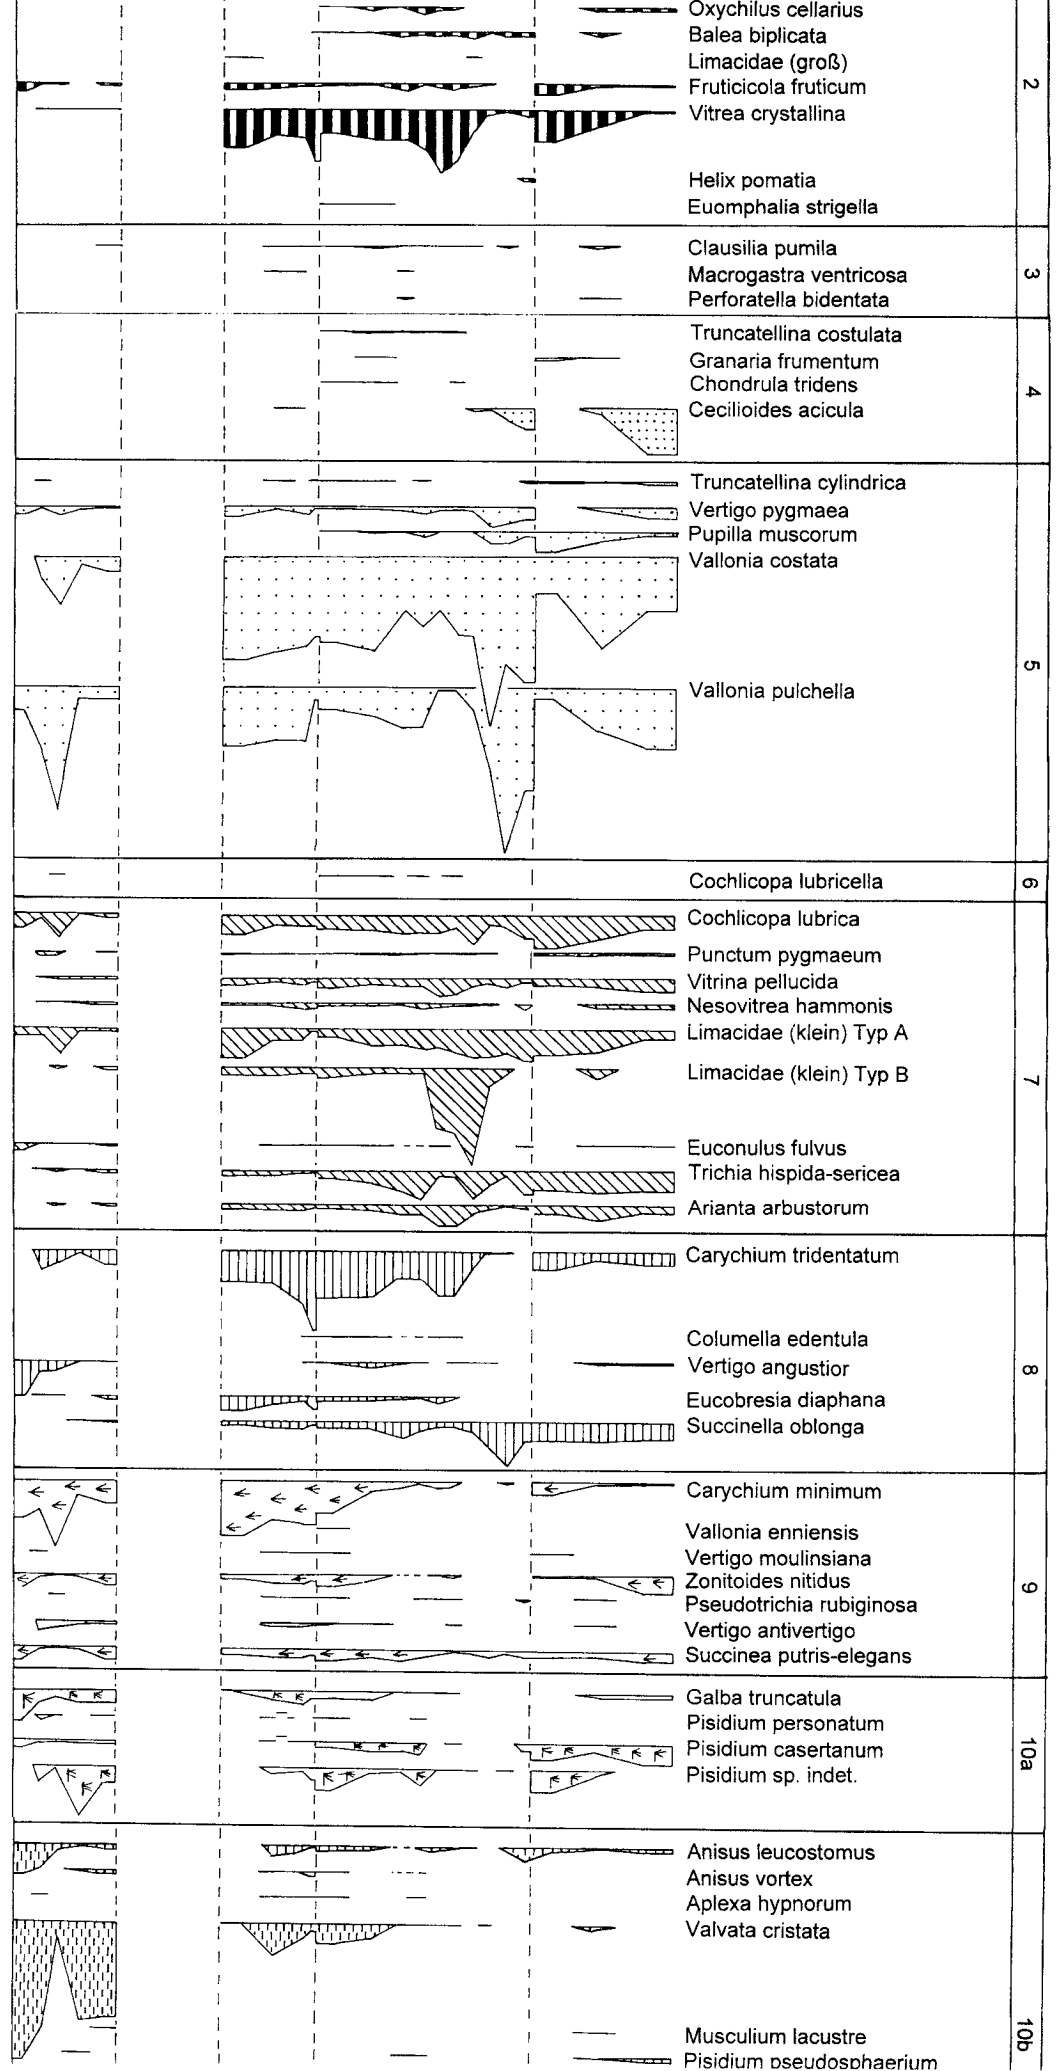 Oxychilus cellarius
Balea biplicata
Limacidae (groß)
Fruticicola fruticum
2
Vitrea crystallina
Helix pomatia
Euomphalia strigella
Clausilia pumila
3
Macrogastra ventricosa
Perforatella bidentata
Truncatellina costulata
Granaria frumentum
Chondrula tridens
4
Cecilioides acicula
Truncatellina cylindrica
Vertigo pygmaea
Pupilla muscorum
Vallonia costata
5
Vallonia pulchella
Cochlicopa lubricella
6
Cochlicopa lubrica
Punctum pygmaeum
Vitrina pellucida
Nesovitrea hammonis
Limacidae (klein) Typ A
Limacidae (klein) Typ B
7
Euconulus fulvus
Trichia hispida-sericea
Arianta arbustorum
Carychium tridentatum
Columella edentula
Vertigo angustior
8
Eucobresia diaphana
Succinella oblonga
Carychium minimum
Vallonia enniensis
Vertigo moulinsiana
Zonitoides nitidus
9
Pseudotrichia rubiginosa
Vertigo antivertigo
Succinea putris-elegans
Galba truncatula
Pisidium personatum
Pisidium casertanum
10a
Pisidium sp. indet.
Anisus leucostomus
Anisus vortex
Aplexa hypnorum
Valvata cristata
10b
Musculium lacustre
Pisidium pseudosphaerium